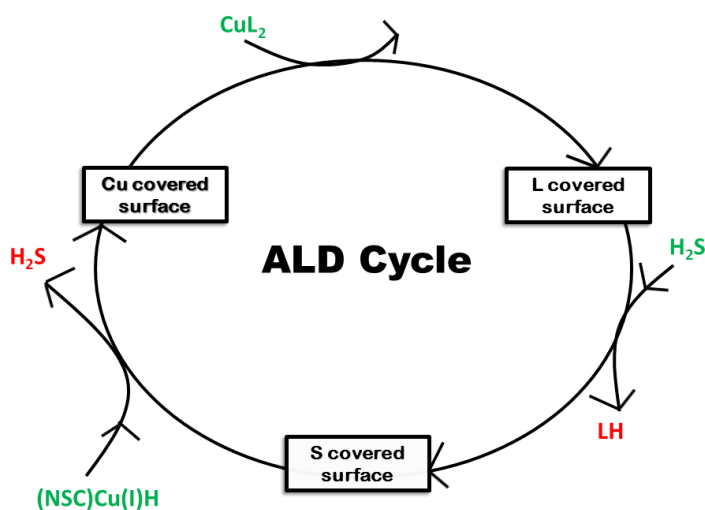 CuL₂
Cu covered
surface
L covered
surface
H₂S
ALD Cycle
H₂S
LH
S covered
surface
(NSC)Cu(I)H